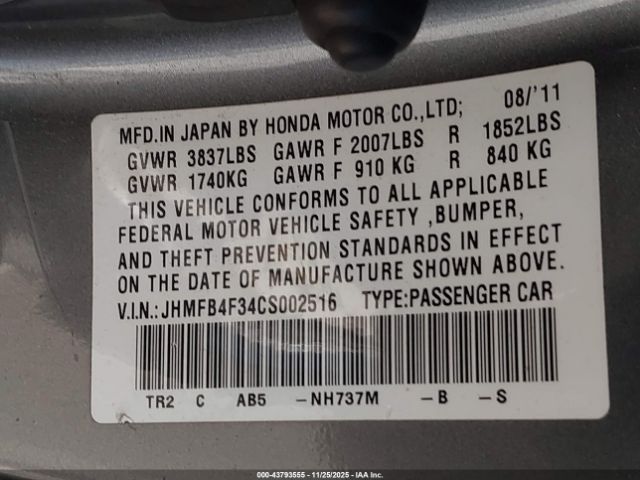 MFD.IN JAPAN BY HONDA MOTOR CO.,LTD; 08/'11
GVWR 3837LBS GAWR F 2007LBS R 1852LBS
GVWR 1740KG GAWR F 910 KG R 840 KG
THIS VEHICLE CONFORMS TO ALL APPLICABLE
FEDERAL MOTOR VEHICLE SAFETY ,BUMPER,
AND THEFT PREVENTION STANDARDS IN EFFECT
ON THE DATE OF MANUFACTURE SHOWN ABOVE.
V.I.N.:JHMFB4F34CS002516 TYPE:PASSENGER CAR
TR2 C AB5 -NH737M -B -S
000-43793555 - 11/25/2025 - IAA Inc.